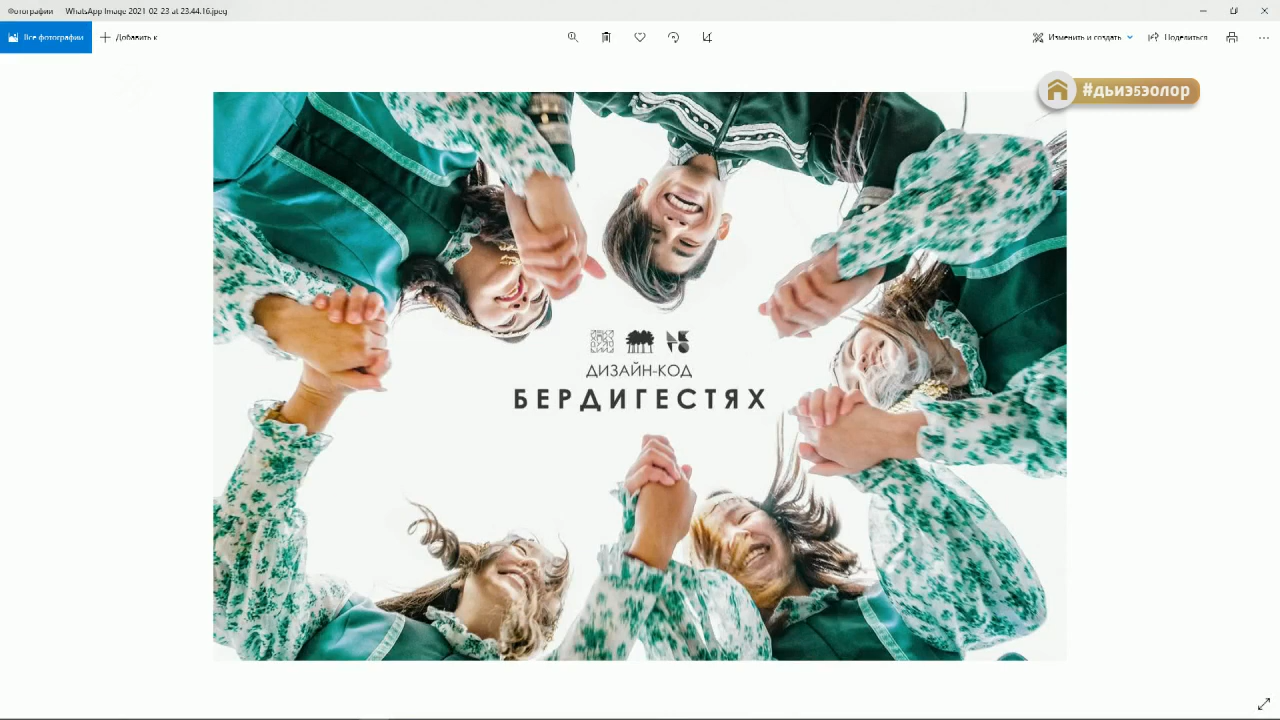 Фотографии WhatsApp Image 2021-02-23 at 23.44.16.jpeg
Все фотографии
Добавить к
Изменить и создать
Поделиться
#дьиэ5эолор
ДИЗАЙН-КОД
БЕРДИГЕСТЯХ